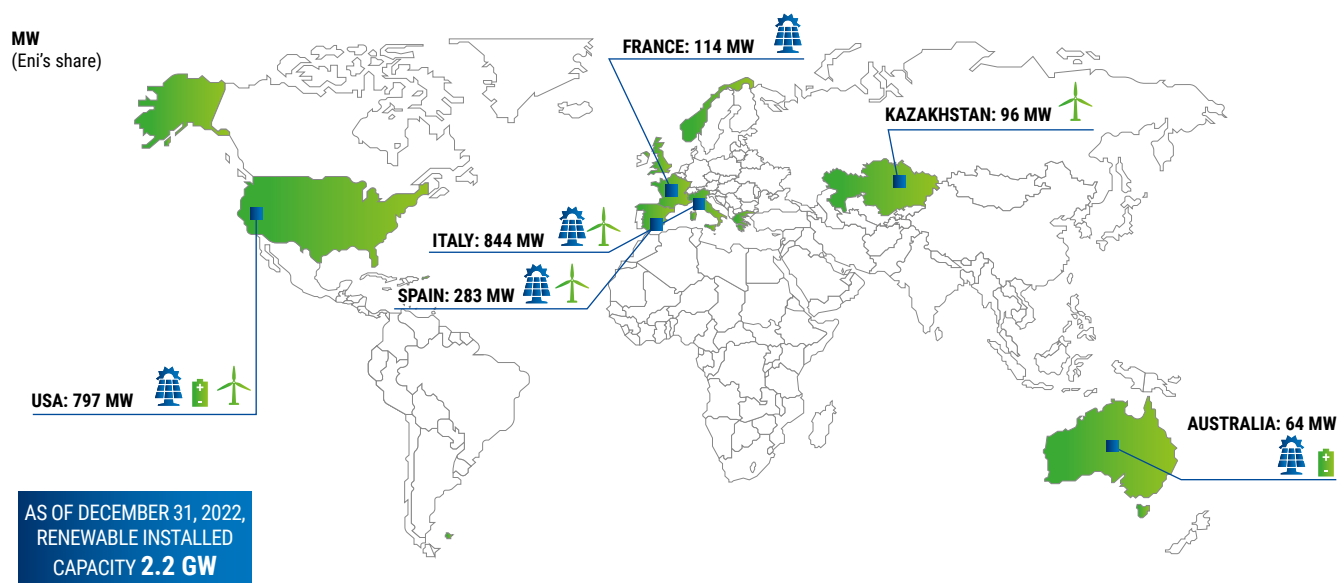 MW
(Eni's share)
FRANCE: 114 MW
KAZAKHSTAN: 96 MW
ITALY: 844 MW
SPAIN: 283 MW
USA: 797 MW
AUSTRALIA: 64 MW
AS OF DECEMBER 31, 2022,
RENEWABLE INSTALLED
CAPACITY 2.2 GW